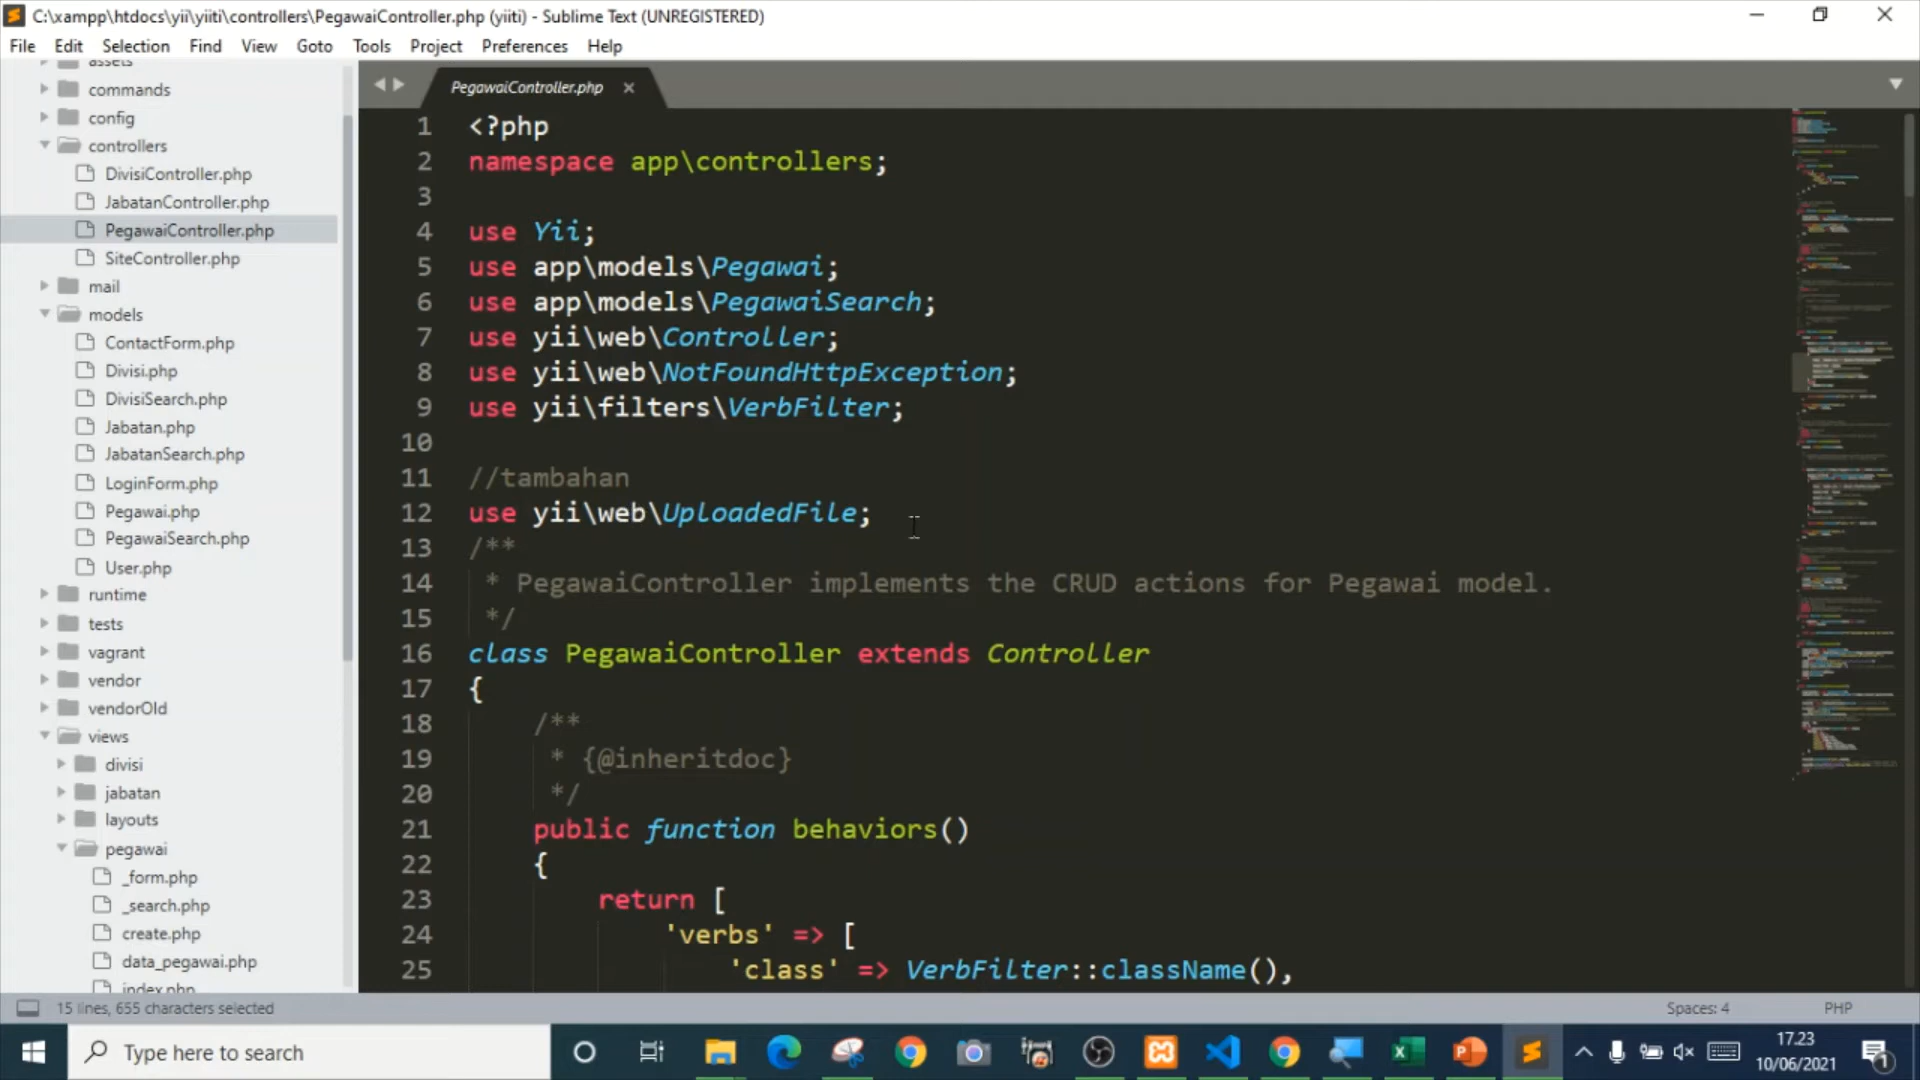 C:\xampp\htdocs\yii\yiiti\controllers\PegawaiController.php (yiiti) - Sublime Text (UNREGISTERED)
File Edit Selection Find View Goto Tools Project Preferences Help
assets
commands
config
controllers
DivisiController.php
JabatanController.php
PegawaiController.php
SiteController.php
mail
models
ContactForm.php
Divisi.php
DivisiSearch.php
Jabatan.php
JabatanSearch.php
LoginForm.php
Pegawai.php
PegawaiSearch.php
User.php
runtime
tests
vagrant
vendor
vendorOld
views
divisi
jabatan
layouts
pegawai
_form.php
_search.php
create.php
data_pegawai.php
index.php
PegawaiController.php
1 <?php
2 namespace app\controllers;
3
4 use Yii;
5 use app\models\Pegawai;
6 use app\models\PegawaiSearch;
7 use yii\web\Controller;
8 use yii\web\NotFoundHttpException;
9 use yii\filters\VerbFilter;
10
11 //tambahan
12 use yii\web\UploadedFile;
13 /**
14 * PegawaiController implements the CRUD actions for Pegawai model.
15 */
16 class PegawaiController extends Controller
17 {
18 /**
19 * {@inheritdoc}
20 */
21 public function behaviors()
22 {
23 return [
24 'verbs' => [
25 'class' => VerbFilter::className(),
15 lines, 655 characters selected
Spaces: 4
PHP
Type here to search
17.23
10/06/2021
1